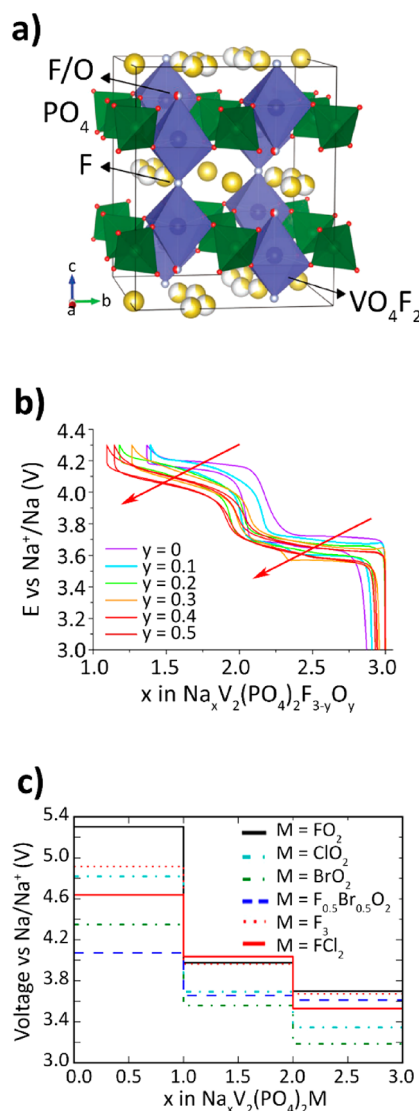 a)
F/O
PO₄
F
c
a
b
VO₄F₂
b)
E vs Na⁺/Na (V)
4.4
4.2
4.0
3.8
3.6
3.4
3.2
3.0
y = 0
y = 0.1
y = 0.2
y = 0.3
y = 0.4
y = 0.5
1.0 1.5 2.0 2.5 3.0
x in NaₓV₂(PO₄)₂F₃₋yOy
c)
Voltage vs Na/Na⁺ (V)
5.4
5.0
4.6
4.2
3.8
3.4
3.0
M = FO₂
M = ClO₂
M = BrO₂
M = F₀.₅Br₀.₅O₂
M = F₃
M = FCl₂
0.0 0.5 1.0 1.5 2.0 2.5 3.0
x in NaₓV₂(PO₄)₂M